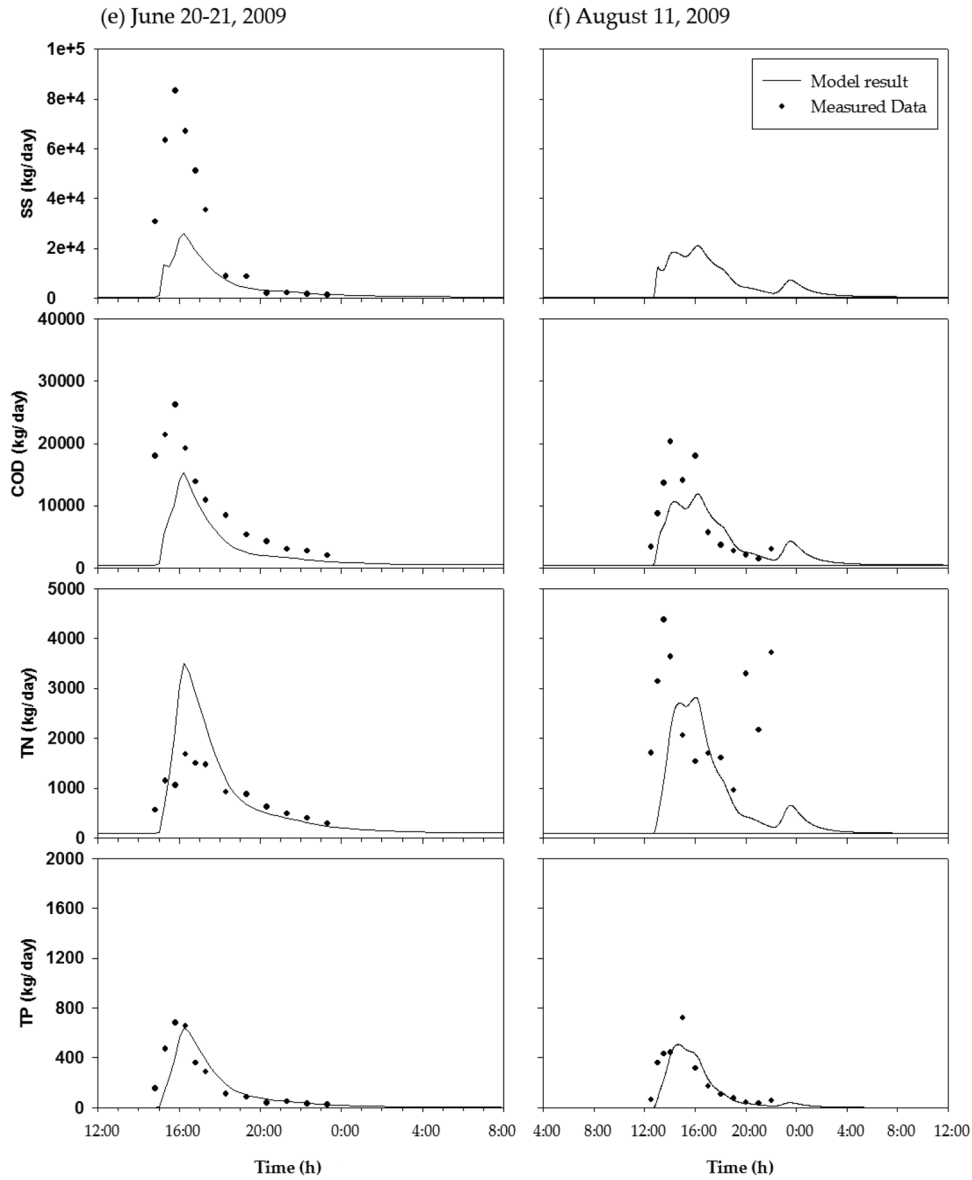 (e) June 20-21, 2009
(f) August 11, 2009
1e+5
8e+4
6e+4
4e+4
2e+4
0
SS (kg/day)
Model result
Measured Data
40000
30000
20000
10000
0
COD (kg/day)
5000
4000
3000
2000
1000
0
TN (kg/day)
2000
1600
1200
800
400
0
TP (kg/day)
12:00 16:00 20:00 0:00 4:00 8:00
4:00 8:00 12:00 16:00 20:00 0:00 4:00 8:00 12:00
Time (h)
Time (h)